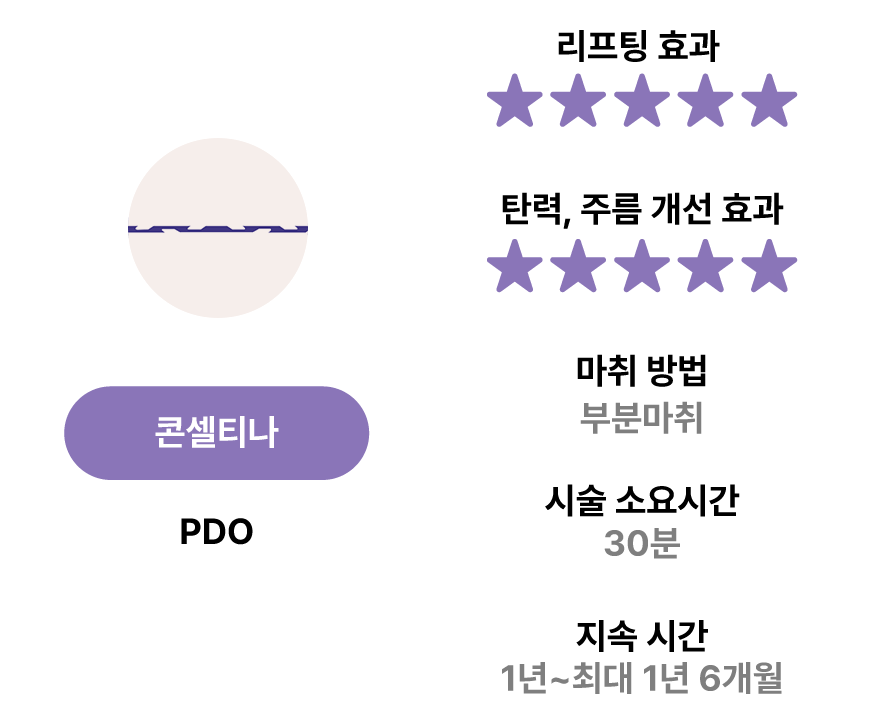 콘셀티나
PDO
리프팅 효과
탄력, 주름 개선 효과
마취 방법
부분마취
시술 소요시간
30분
지속 시간
1년~최대 1년 6개월